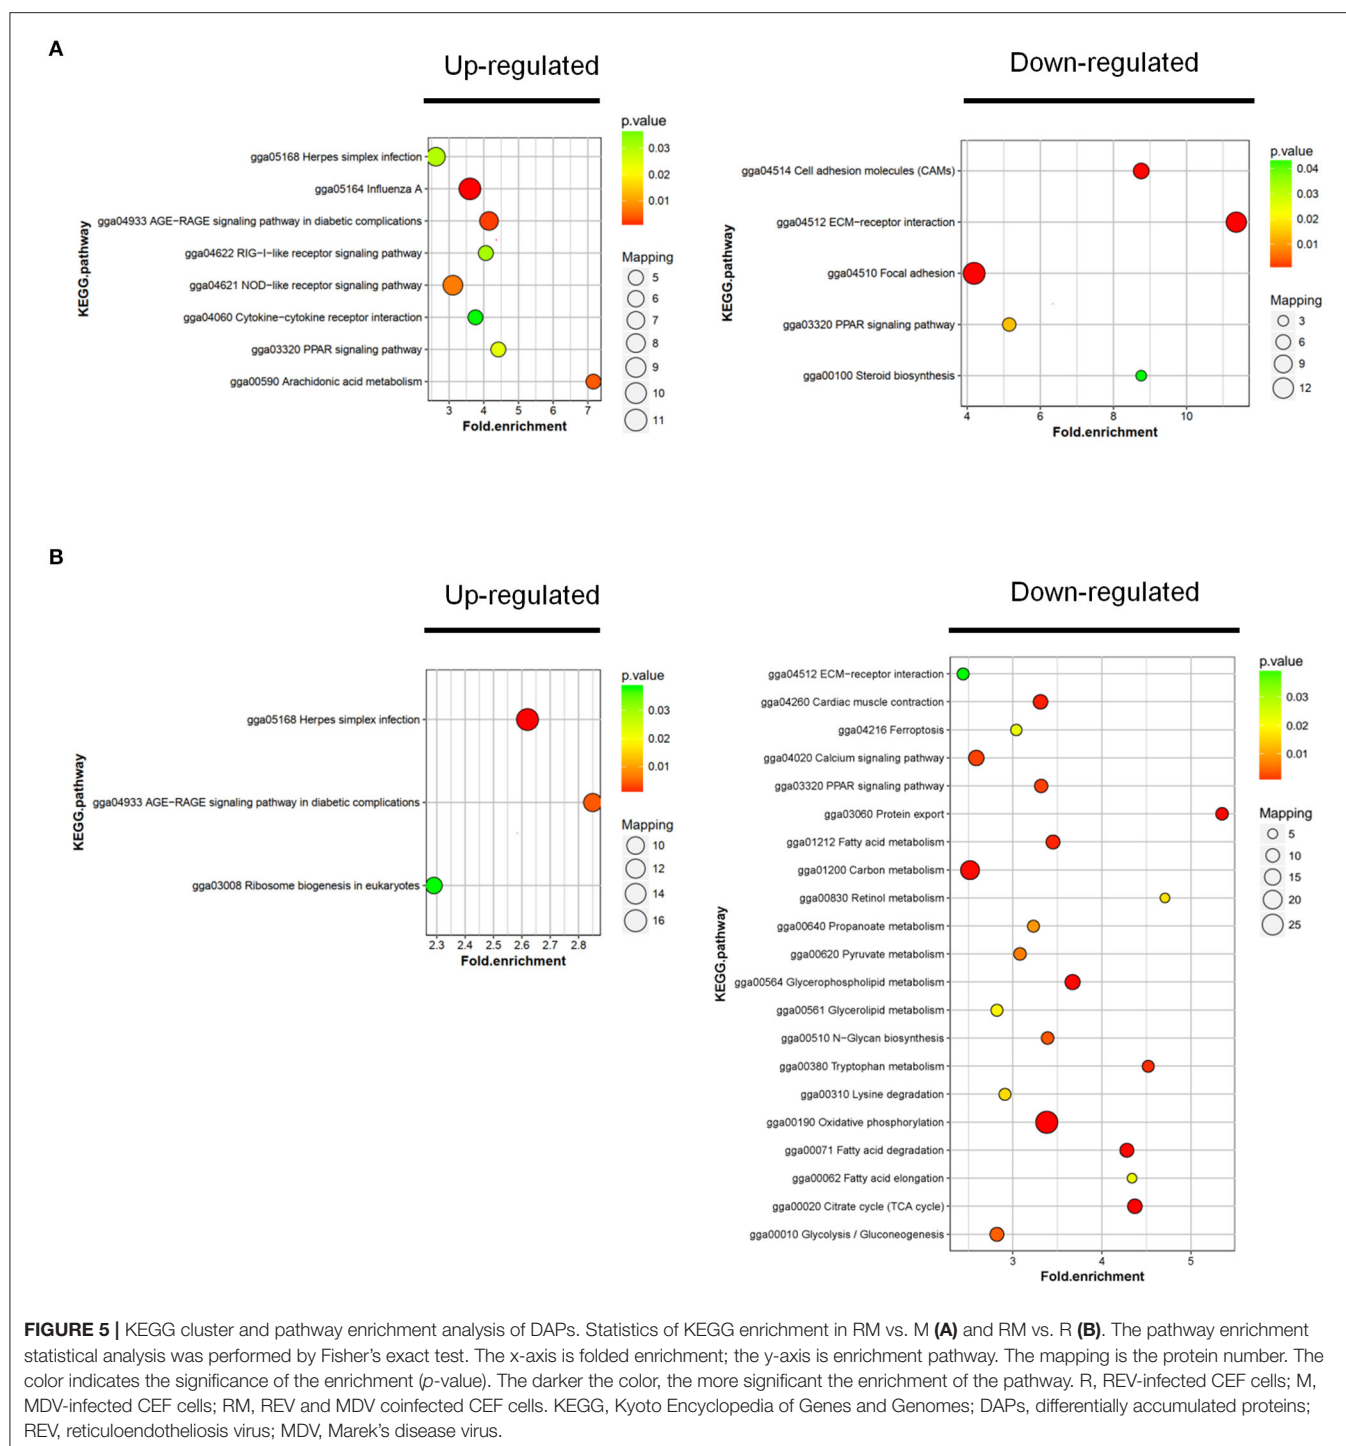 A
Up-regulated
gga05168 Herpes simplex infection
gga05164 Influenza A
gga04933 AGE−RAGE signaling pathway in diabetic complications
gga04622 RIG−I−like receptor signaling pathway
gga04621 NOD−like receptor signaling pathway
gga04060 Cytokine−cytokine receptor interaction
gga03320 PPAR signaling pathway
gga00590 Arachidonic acid metabolism
KEGG.pathway
3 4 5 6 7
Fold.enrichment
p.value
0.03
0.02
0.01
Mapping
5
6
7
8
9
10
11
Down-regulated
gga04514 Cell adhesion molecules (CAMs)
gga04512 ECM−receptor interaction
gga04510 Focal adhesion
gga03320 PPAR signaling pathway
gga00100 Steroid biosynthesis
KEGG.pathway
4 6 8 10
Fold.enrichment
p.value
0.04
0.03
0.02
0.01
Mapping
3
6
9
12
B
Up-regulated
gga05168 Herpes simplex infection
gga04933 AGE−RAGE signaling pathway in diabetic complications
gga03008 Ribosome biogenesis in eukaryotes
KEGG.pathway
2.3 2.4 2.5 2.6 2.7 2.8
Fold.enrichment
p.value
0.03
0.02
0.01
Mapping
10
12
14
16
Down-regulated
gga04512 ECM−receptor interaction
gga04260 Cardiac muscle contraction
gga04216 Ferroptosis
gga04020 Calcium signaling pathway
gga03320 PPAR signaling pathway
gga03060 Protein export
gga01212 Fatty acid metabolism
gga01200 Carbon metabolism
gga00830 Retinol metabolism
gga00640 Propanoate metabolism
gga00620 Pyruvate metabolism
gga00564 Glycerophospholipid metabolism
gga00561 Glycerolipid metabolism
gga00510 N−Glycan biosynthesis
gga00380 Tryptophan metabolism
gga00310 Lysine degradation
gga00190 Oxidative phosphorylation
gga00071 Fatty acid degradation
gga00062 Fatty acid elongation
gga00020 Citrate cycle (TCA cycle)
gga00010 Glycolysis / Gluconeogenesis
KEGG.pathway
3 4 5
Fold.enrichment
p.value
0.03
0.02
0.01
Mapping
5
10
15
20
25
FIGURE 5 | KEGG cluster and pathway enrichment analysis of DAPs. Statistics of KEGG enrichment in RM vs. M (A) and RM vs. R (B). The pathway enrichment
statistical analysis was performed by Fisher's exact test. The x-axis is folded enrichment; the y-axis is enrichment pathway. The mapping is the protein number. The
color indicates the significance of the enrichment (p-value). The darker the color, the more significant the enrichment of the pathway. R, REV-infected CEF cells; M,
MDV-infected CEF cells; RM, REV and MDV coinfected CEF cells. KEGG, Kyoto Encyclopedia of Genes and Genomes; DAPs, differentially accumulated proteins;
REV, reticuloendotheliosis virus; MDV, Marek's disease virus.